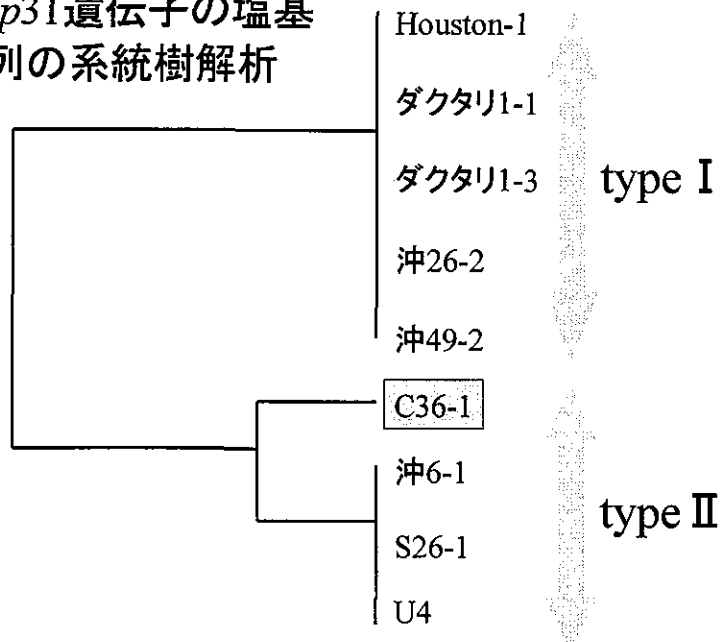 p31遺伝子の塩基
列の系統樹解析
Houston-1
ダクタリ1-1
ダクタリ1-3
type I
沖26-2
沖49-2
C36-1
沖6-1
type II
S26-1
U4